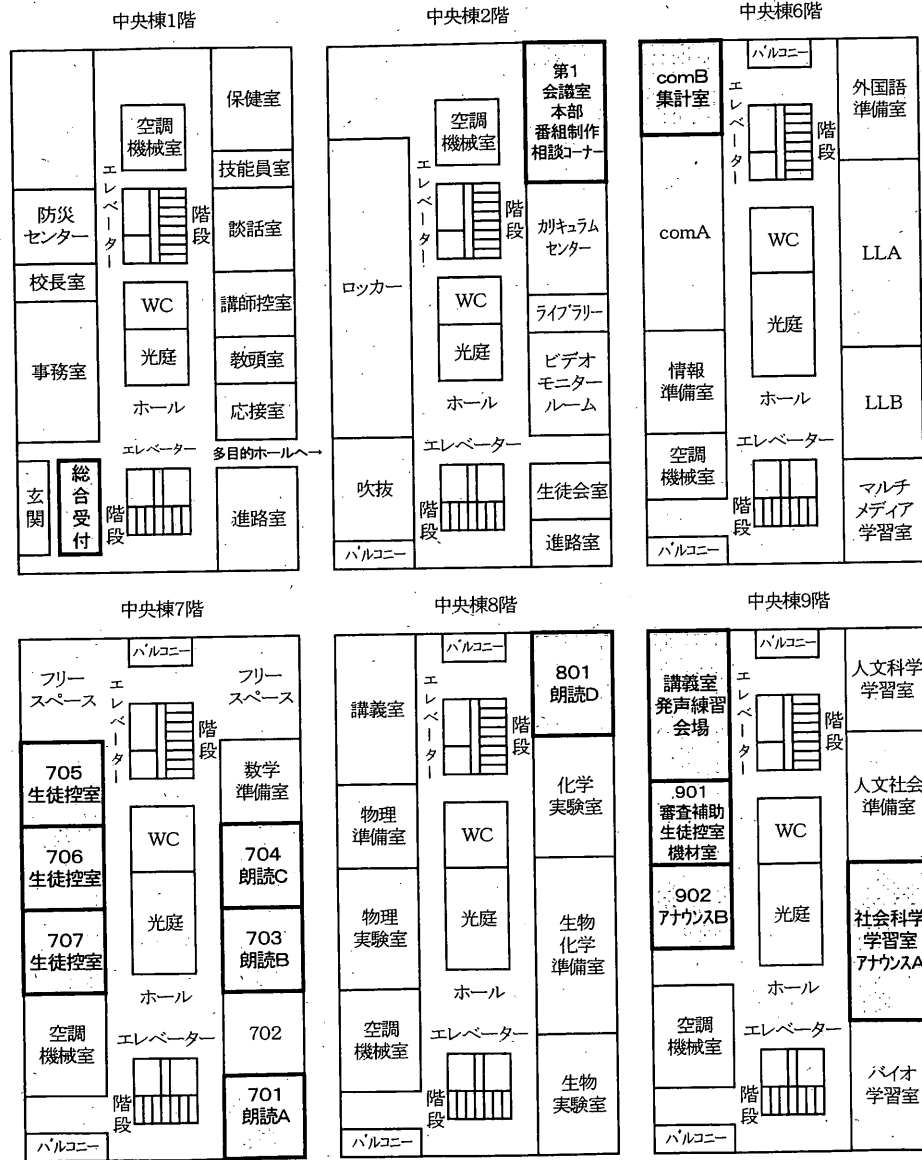 中央棟1階
保健室
空調
機械室
技能員室
エレベーター
階段
防災
センター
談話室
校長室
WC
講師控室
事務室
光庭
教頭室
ホール
応接室
エレベーター
多目的ホールへ→
玄関
総合受付
階段
進路室
中央棟2階
第1
会議室
本部
番組制作
相談コーナー
空調
機械室
エレベーター
階段
カリキュラム
センター
ロッカー
WC
ライブラリー
光庭
ビデオ
モニター
ルーム
ホール
エレベーター
吹抜
階段
生徒会室
進路室
バルコニー
中央棟6階
comB
集計室
バルコニー
外国語
準備室
エレベーター
階段
comA
WC
LLA
光庭
情報
準備室
ホール
LLB
空調
機械室
エレベーター
階段
マルチ
メディア
学習室
バルコニー
中央棟7階
フリー
スペース
バルコニー
フリー
スペース
エレベーター
階段
705
生徒控室
数学
準備室
706
生徒控室
WC
704
朗読C
707
生徒控室
光庭
703
朗読B
ホール
空調
機械室
エレベーター
702
階段
701
朗読A
バルコニー
中央棟8階
バルコニー
801
朗読D
講義室
エレベーター
階段
化学
実験室
物理
準備室
WC
物理
実験室
光庭
生物
化学
準備室
ホール
空調
機械室
エレベーター
階段
生物
実験室
バルコニー
中央棟9階
講義室
発声練習
会場
バルコニー
人文科学
学習室
エレベーター
階段
901
審査補助
生徒控室
機材室
人文社会
準備室
WC
902
アナウンスB
光庭
社会科学
学習室
アナウンスA
ホール
空調
機械室
エレベーター
階段
バイオ
学習室
バルコニー